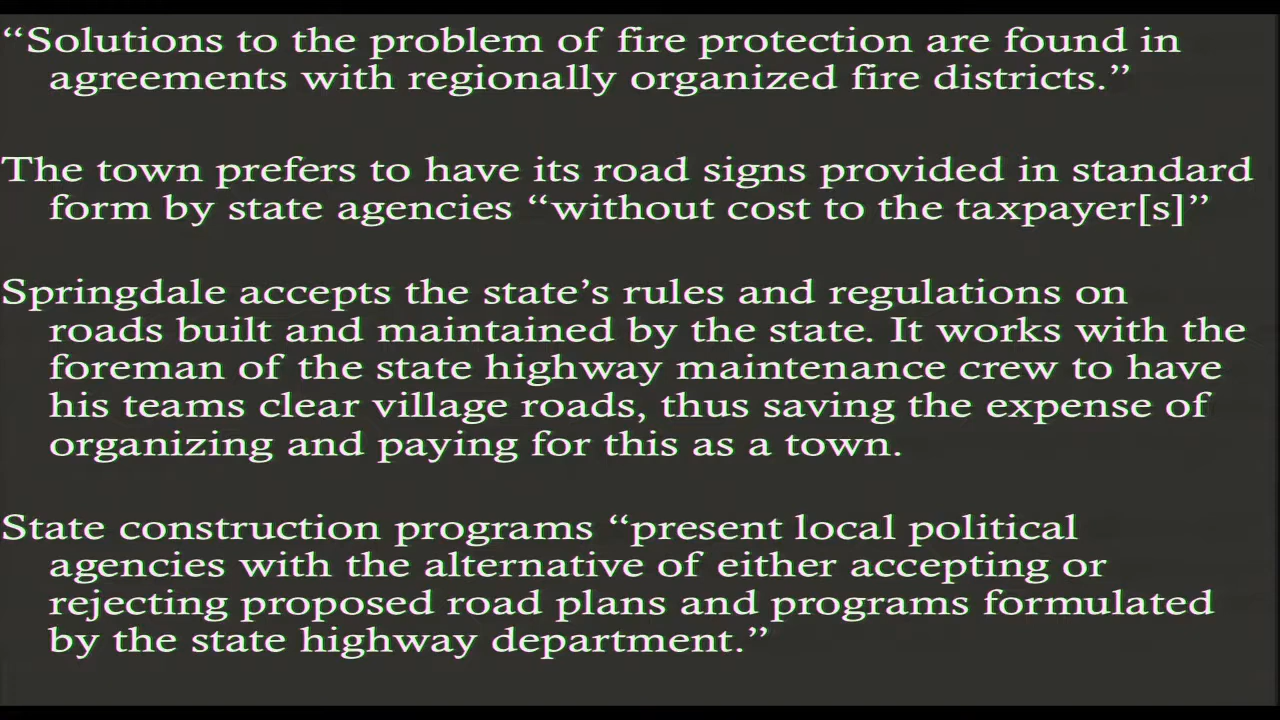 “Solutions to the problem of fire protection are found in
agreements with regionally organized fire districts.”
The town prefers to have its road signs provided in standard
form by state agencies “without cost to the taxpayer[s]”
Springdale accepts the state’s rules and regulations on
roads built and maintained by the state. It works with the
foreman of the state highway maintenance crew to have
his teams clear village roads, thus saving the expense of
organizing and paying for this as a town.
State construction programs “present local political
agencies with the alternative of either accepting or
rejecting proposed road plans and programs formulated
by the state highway department.”